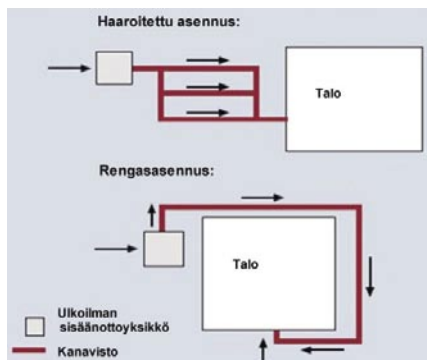 Haaroitettu asennus:
Talo
Rengasasennus:
Talo
Ulkoilman
sisäänottoyksikkö
Kanavisto